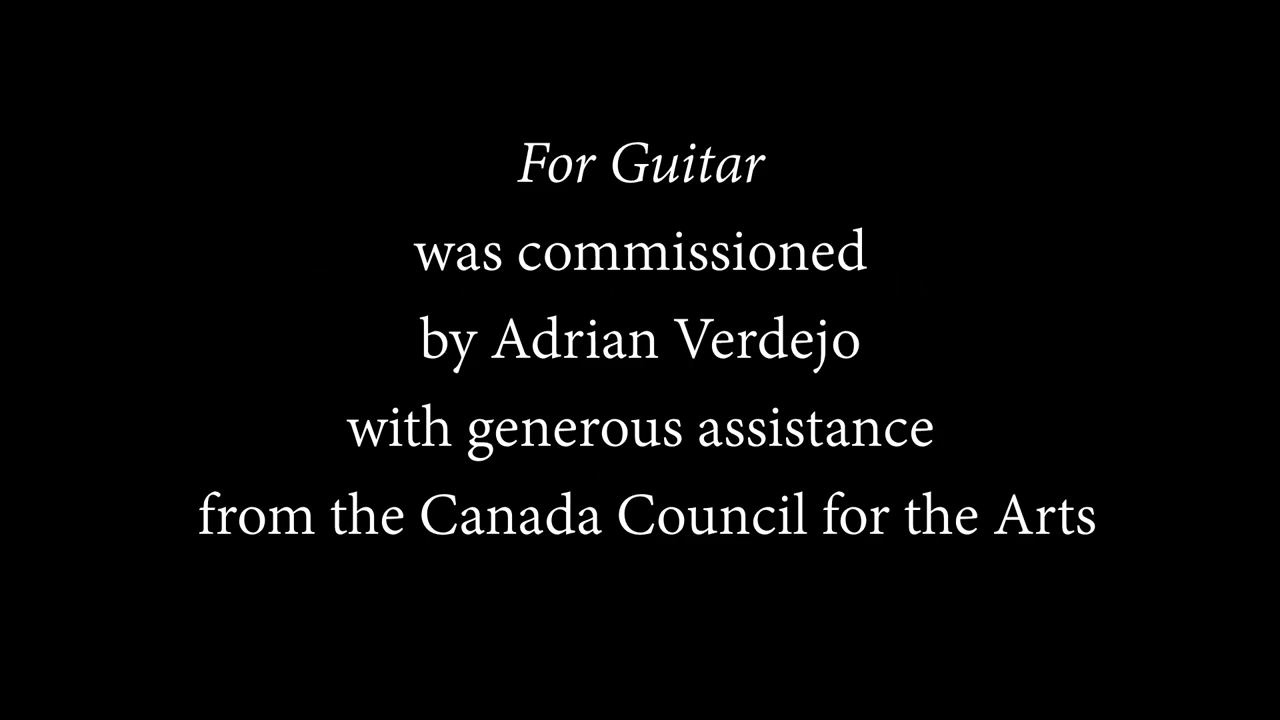 For Guitar
was commissioned
by Adrian Verdejo
with generous assistance
from the Canada Council for the Arts